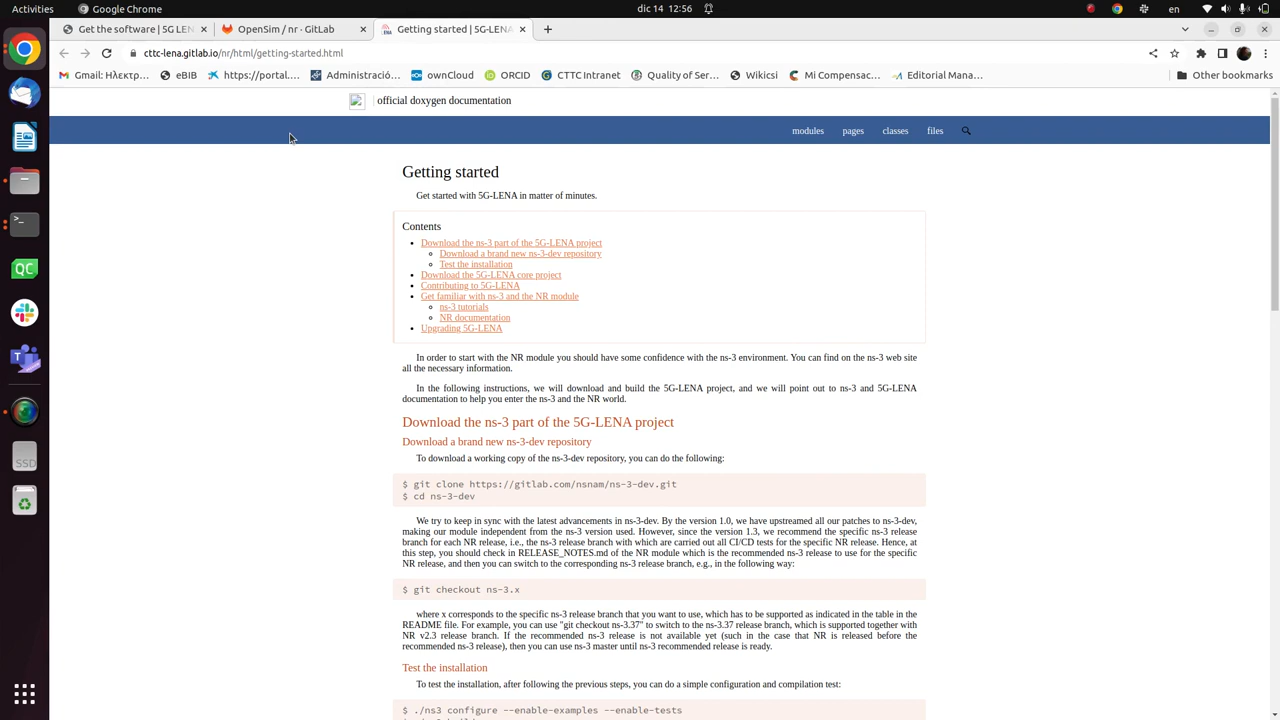 Google Chrome
3 oct 12:56
Get the software | 5G LEN
OpenSim / nr · GitLab
Getting started | 5G-LENA
cttc-lena.gitlab.io/nr/html/getting-started.html
Gmail: Ηλεκτρ…
eBIB
https://portal.…
Administració…
ownCloud
ORCID
CTTC Intranet
Quality of Ser…
Wikicsi
Mi Compensac…
Editorial Mana…
Other bookmarks
official doxygen documentation
modules
pages
classes
files
Getting started
Get started with 5G-LENA in matter of minutes.
Contents
Download the ns-3 part of the 5G-LENA project
Download a brand new ns-3-dev repository
Test the installation
Download the 5G-LENA core project
Contributing to 5G-LENA
Get familiar with ns-3 and the NR module
ns-3 tutorials
NR documentation
Upgrading 5G-LENA
In order to start with the NR module you should have some confidence with the ns-3 environment. You can find on the ns-3 web site
all the necessary information.
In the following instructions, we will download and build the 5G-LENA project, and we will point out to ns-3 and 5G-LENA
documentation to help you enter the ns-3 and the NR world.
Download the ns-3 part of the 5G-LENA project
Download a brand new ns-3-dev repository
To download a working copy of the ns-3-dev repository, you can do the following:
$ git clone https://gitlab.com/nsnam/ns-3-dev.git
$ cd ns-3-dev
We try to keep in sync with the latest advancements in ns-3-dev. By the version 1.0, we have upstreamed all our patches to ns-3-dev,
making our module independent from the ns-3 version used. However, since the version 1.3, we recommend the specific ns-3 release
branch for each NR release, i.e., the ns-3 release branch with which are carried out all CI/CD tests for the specific NR release. Hence, at
this step, you should check in RELEASE_NOTES.md of the NR module which is the recommended ns-3 release to use for the specific
NR release, and then you can switch to the corresponding ns-3 release branch, e.g., in the following way:
$ git checkout ns-3.x
where x corresponds to the specific ns-3 release branch that you want to use, which has to be supported as indicated in the table in the
README file. For example, you can use "git checkout ns-3.37" to switch to the ns-3.37 release branch, which is supported together with
NR v2.3 release branch. If the recommended ns-3 release is not available yet (such in the case that NR is released before the
recommended ns-3 release), then you can use ns-3 master until ns-3 recommended release is ready.
Test the installation
To test the installation, after following the previous steps, you can do a simple configuration and compilation test:
$ ./ns3 configure --enable-examples --enable-tests
QC
SSD